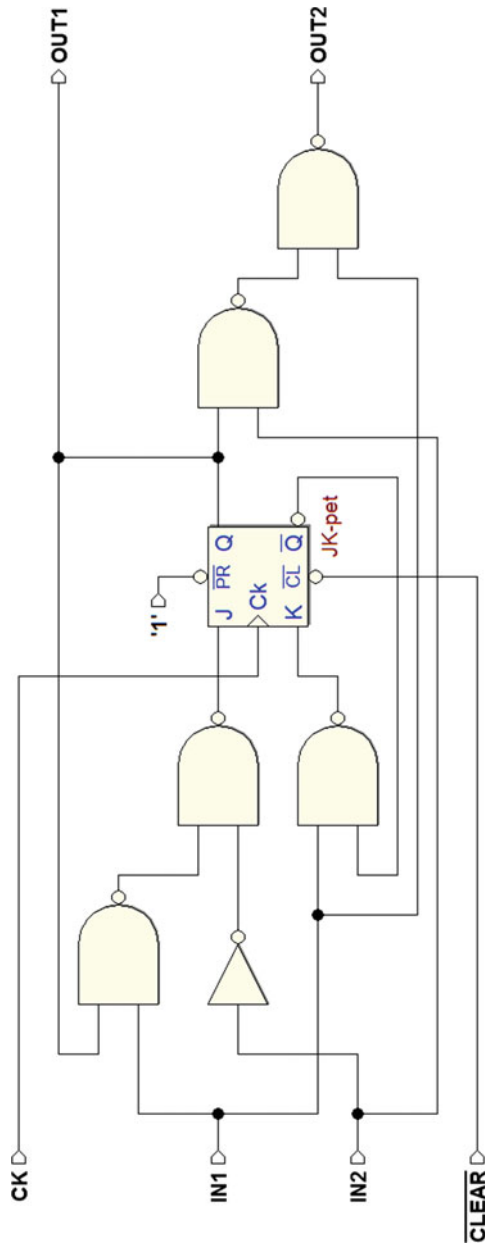 OUT1
OUT2
'1'
J
PR
Q
Ck
K
CL
Q
JK-pet
CK
IN1
IN2
CLEAR